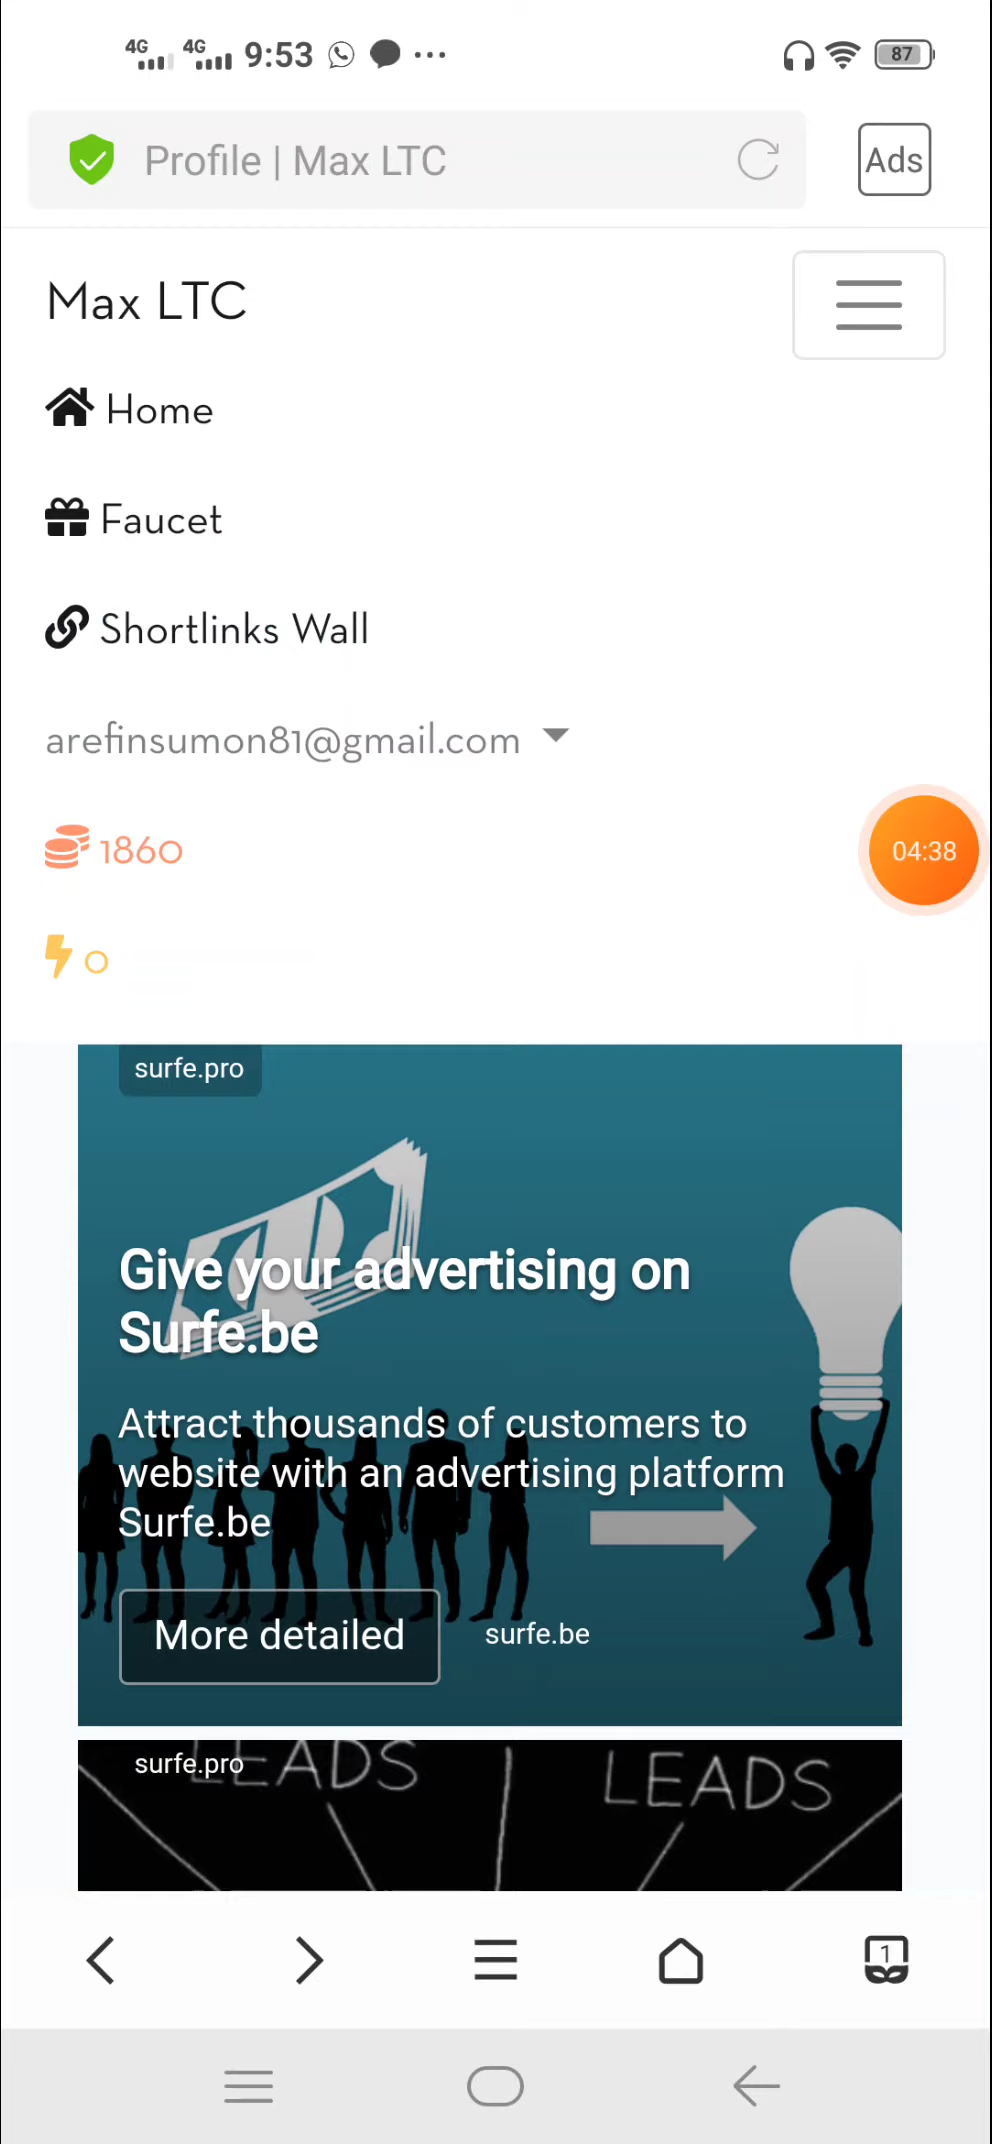 4G 4G 9:53 ... 87
Profile | Max LTC Ads
Max LTC
Home
Faucet
Shortlinks Wall
arefinsumon81@gmail.com
1860
04:38
0
surfe.pro
Give your advertising on
Surfe.be
Attract thousands of customers to
website with an advertising platform
Surfe.be
More detailed surfe.be
surfe.pro
LEADS LEADS
1